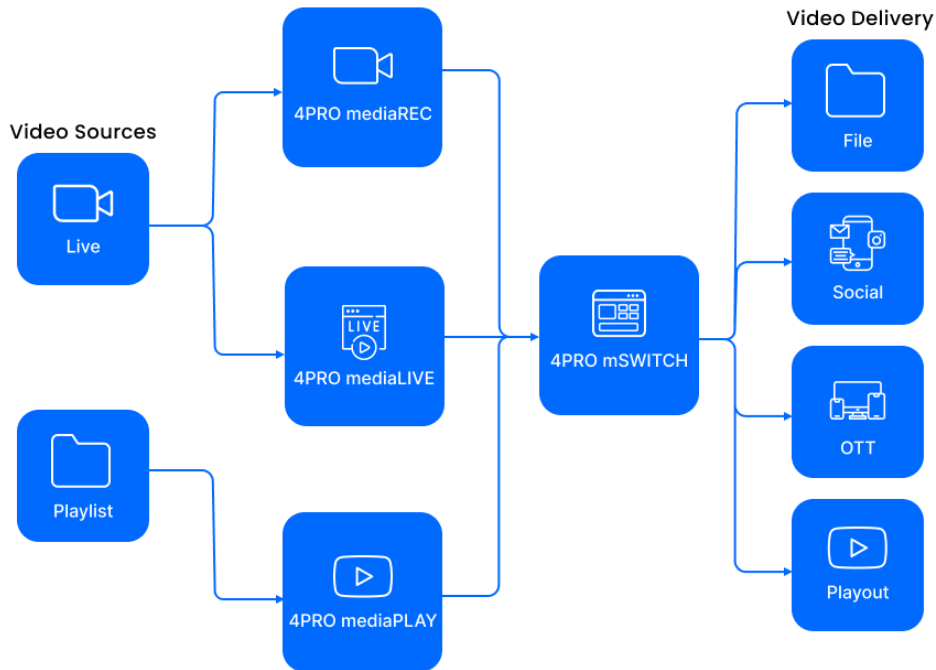 Video Sources
Live
Playlist
4PRO mediaREC
LIVE
4PRO mediaLIVE
4PRO mediaPLAY
4PRO mSWITCH
Video Delivery
File
Social
OTT
Playout